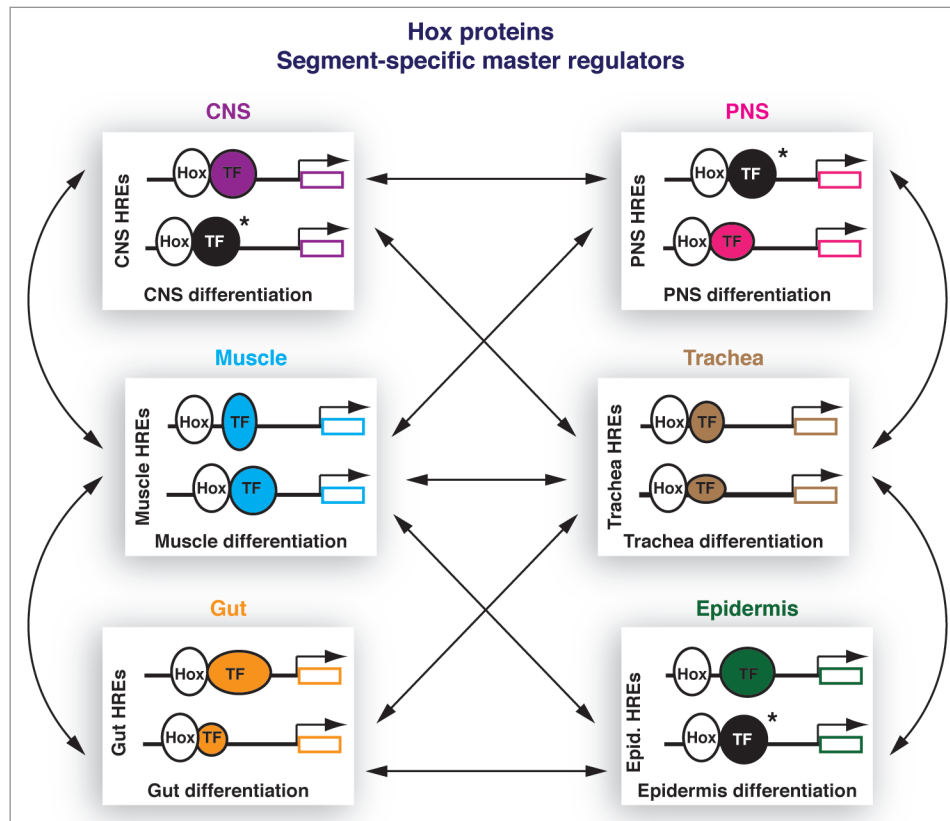 Hox proteins
Segment-specific master regulators
CNS
CNS HREs
Hox TF
Hox TF *
CNS differentiation
PNS
PNS HREs
Hox TF *
Hox TF
PNS differentiation
Muscle
Muscle HREs
Hox TF
Hox TF
Muscle differentiation
Trachea
Trachea HREs
Hox TF
Hox TF
Trachea differentiation
Gut
Gut HREs
Hox TF
Hox TF
Gut differentiation
Epidermis
Epid. HREs
Hox TF
Hox TF *
Epidermis differentiation